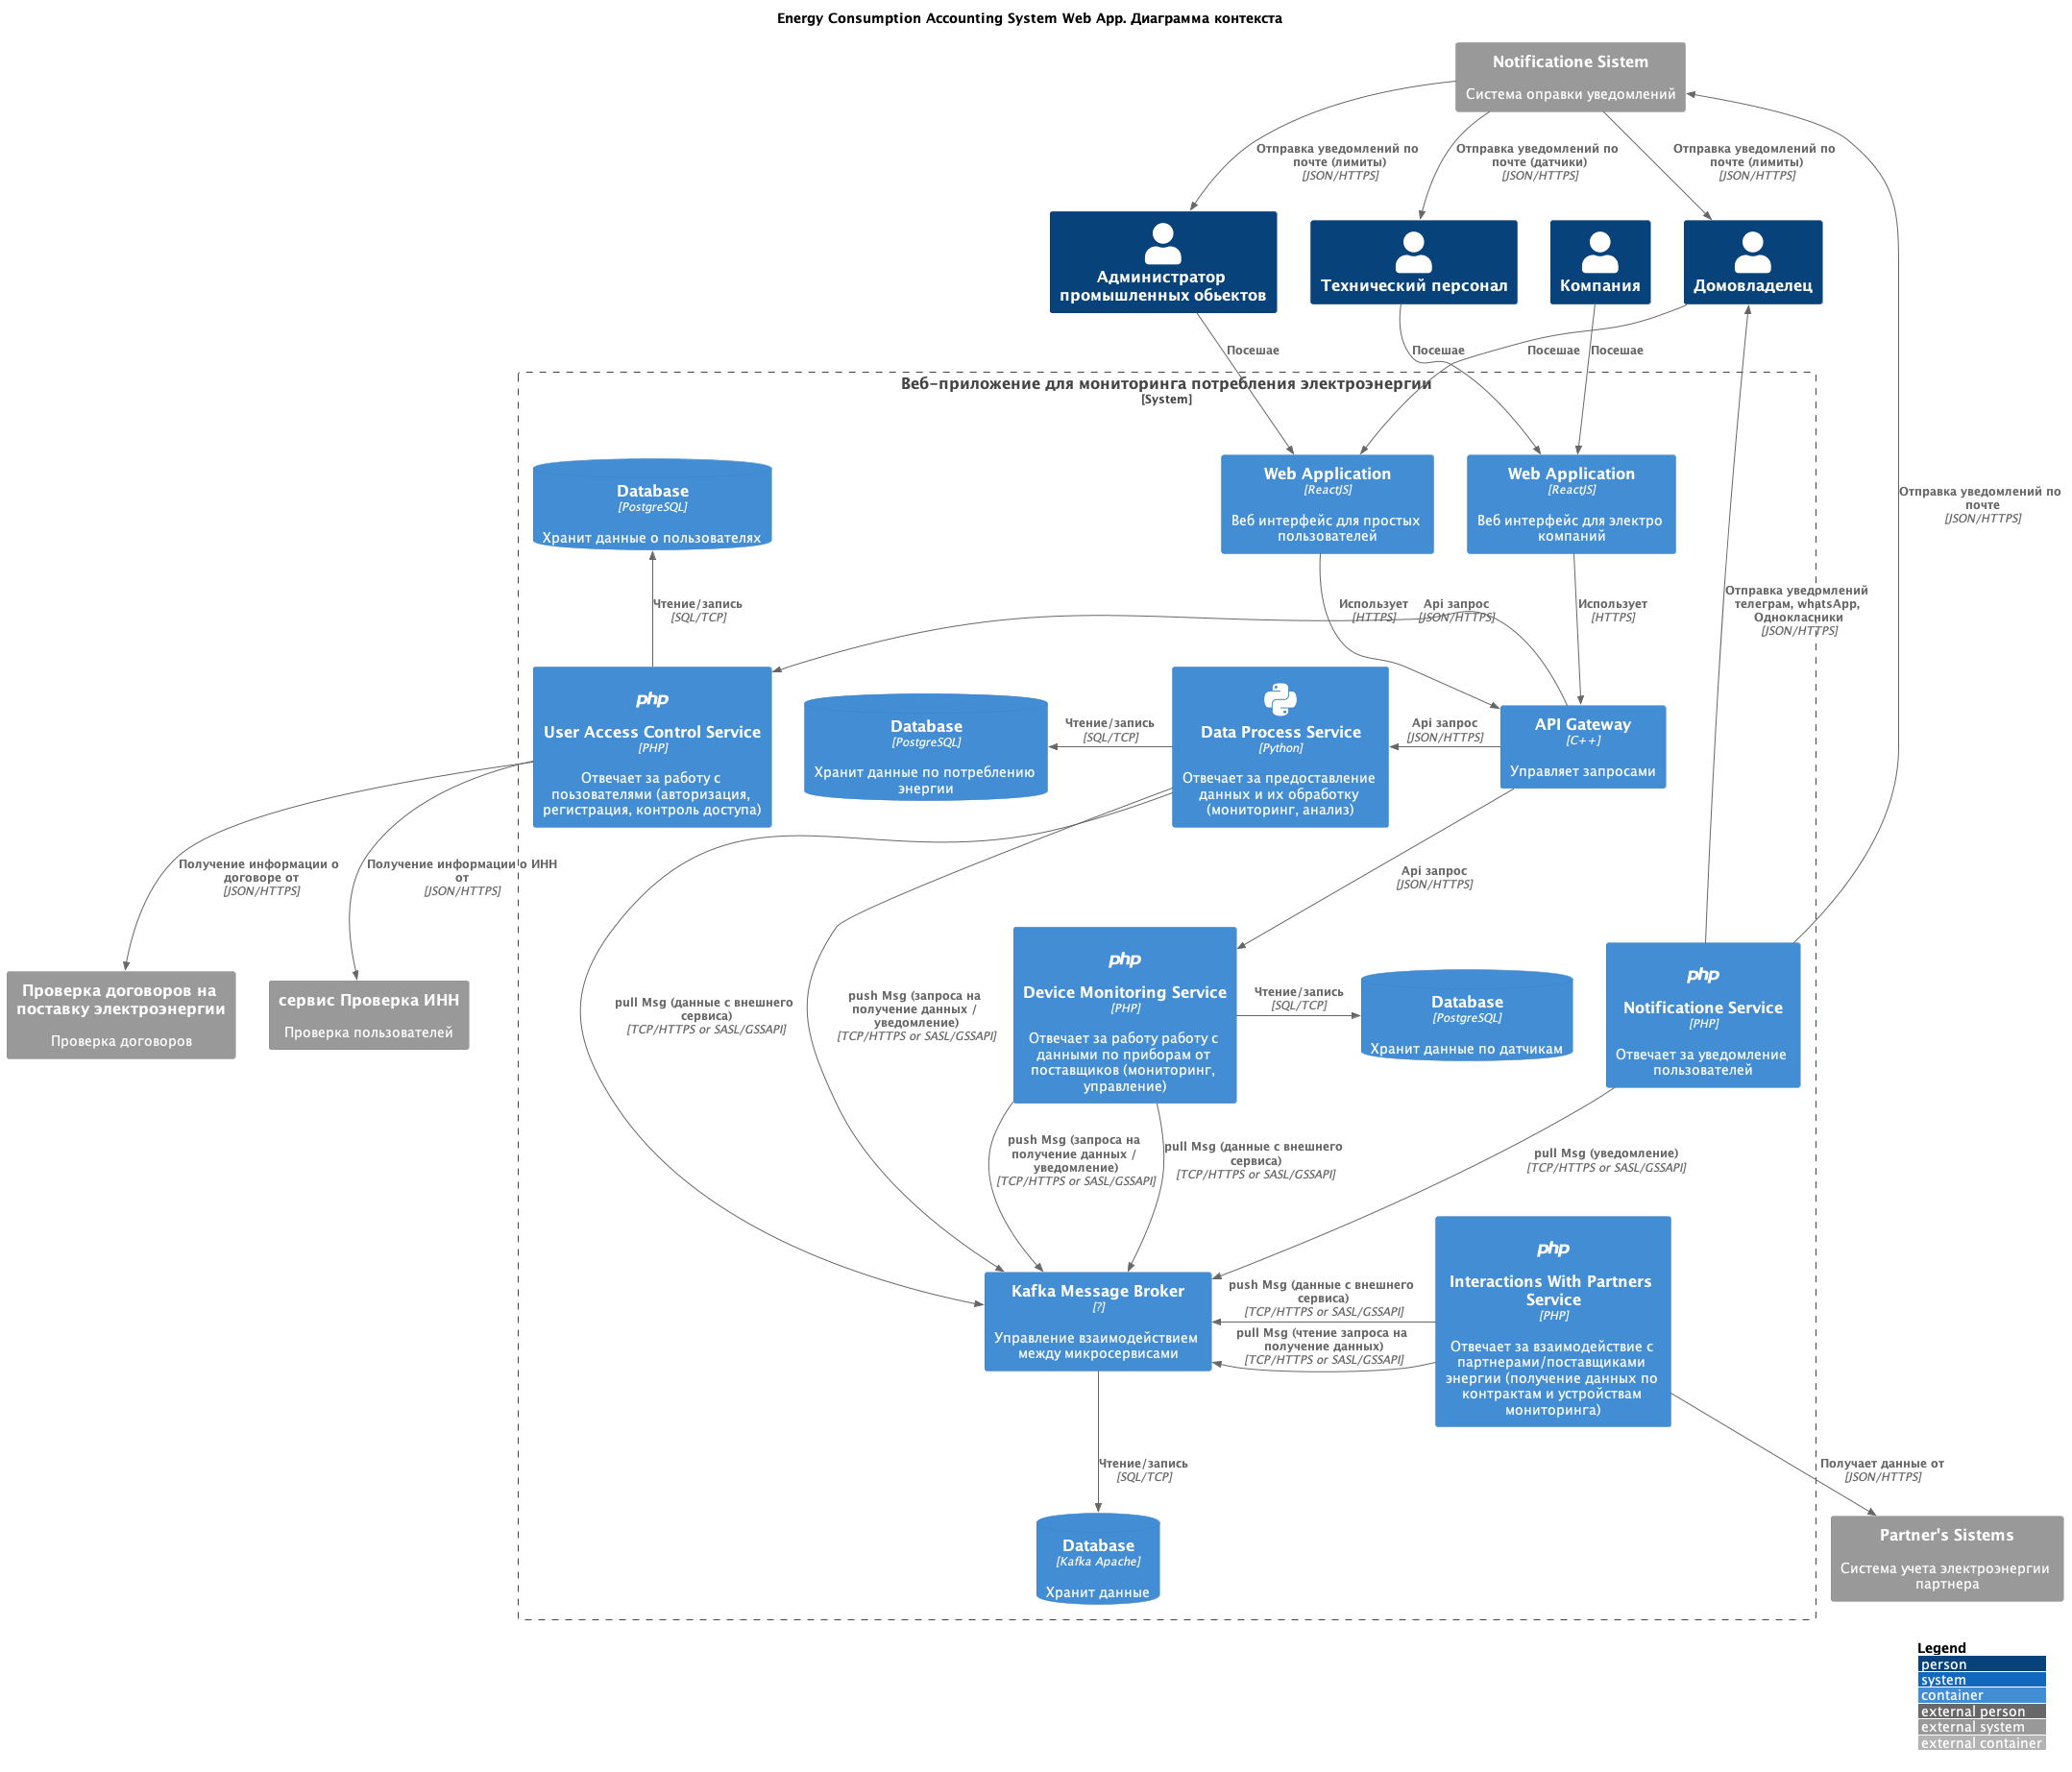 Energy Consumption Accounting System Web App. Диаграмма контекста
Notificatione Sistem
Система оправки уведомлений
Отправка уведомлений по
почте (лимиты)
[JSON/HTTPS]
Отправка уведомлений по
почте (датчики)
[JSON/HTTPS]
Отправка уведомлений по
почте (лимиты)
[JSON/HTTPS]
Администратор
промышленных обьектов
Технический персонал
Компания
Домовладелец
Посешае
Посешае
Посешае
Посешае
Веб-приложение для мониторинга потребления электроэнергии
[System]
Database
[PostgreSQL]
Хранит данные о пользователях
Web Application
[ReactJS]
Веб интерфейс для простых
пользователей
Web Application
[ReactJS]
Веб интерфейс для электро
компаний
Отправка уведомлений по
почте
[JSON/HTTPS]
Чтение/запись
[SQL/TCP]
Использует
[HTTPS]
Api запрос
[JSON/HTTPS]
Использует
[HTTPS]
Отправка уведомлений
телеграм, whatsApp,
Однокласники
[JSON/HTTPS]
php
User Access Control Service
[PHP]
Отвечает за работу с
поьзователями (авторизация,
регистрация, контроль доступа)
Database
[PostgreSQL]
Хранит данные по потреблению
энергии
Чтение/запись
[SQL/TCP]
Data Process Service
[Python]
Отвечает за предоставление
данных и их обработку
(мониторинг, анализ)
Api запрос
[JSON/HTTPS]
API Gateway
[C++]
Управляет запросами
Получение информации о
договоре от
[JSON/HTTPS]
Получение информации о ИНН
от
[JSON/HTTPS]
Api запрос
[JSON/HTTPS]
Проверка договоров на
поставку электроэнергии
Проверка договоров
сервис Проверка ИНН
Проверка пользователей
pull Msg (данные с внешнего
сервиса)
[TCP/HTTPS or SASL/GSSAPI]
push Msg (запроса на
получение данных /
уведомление)
[TCP/HTTPS or SASL/GSSAPI]
php
Device Monitoring Service
[PHP]
Отвечает за работу работу с
данными по приборам от
поставщиков (мониторинг,
управление)
Чтение/запись
[SQL/TCP]
Database
[PostgreSQL]
Хранит данные по датчикам
php
Notificatione Service
[PHP]
Отвечает за уведомление
пользователей
push Msg (запроса на
получение данных /
уведомление)
[TCP/HTTPS or SASL/GSSAPI]
pull Msg (данные с внешнего
сервиса)
[TCP/HTTPS or SASL/GSSAPI]
pull Msg (уведомление)
[TCP/HTTPS or SASL/GSSAPI]
Kafka Message Broker
[?]
Управление взаимодействием
между микросервисами
push Msg (данные с внешнего
сервиса)
[TCP/HTTPS or SASL/GSSAPI]
pull Msg (чтение запроса на
получение данных)
[TCP/HTTPS or SASL/GSSAPI]
php
Interactions With Partners
Service
[PHP]
Отвечает за взаимодействие с
партнерами/поставщиками
энергии (получение данных по
контрактам и устройствам
мониторинга)
Чтение/запись
[SQL/TCP]
Получает данные от
[JSON/HTTPS]
Database
[Kafka Apache]
Хранит данные
Partner's Sistems
Система учета электроэнергии
партнера
Legend
person
system
container
external person
external system
external container